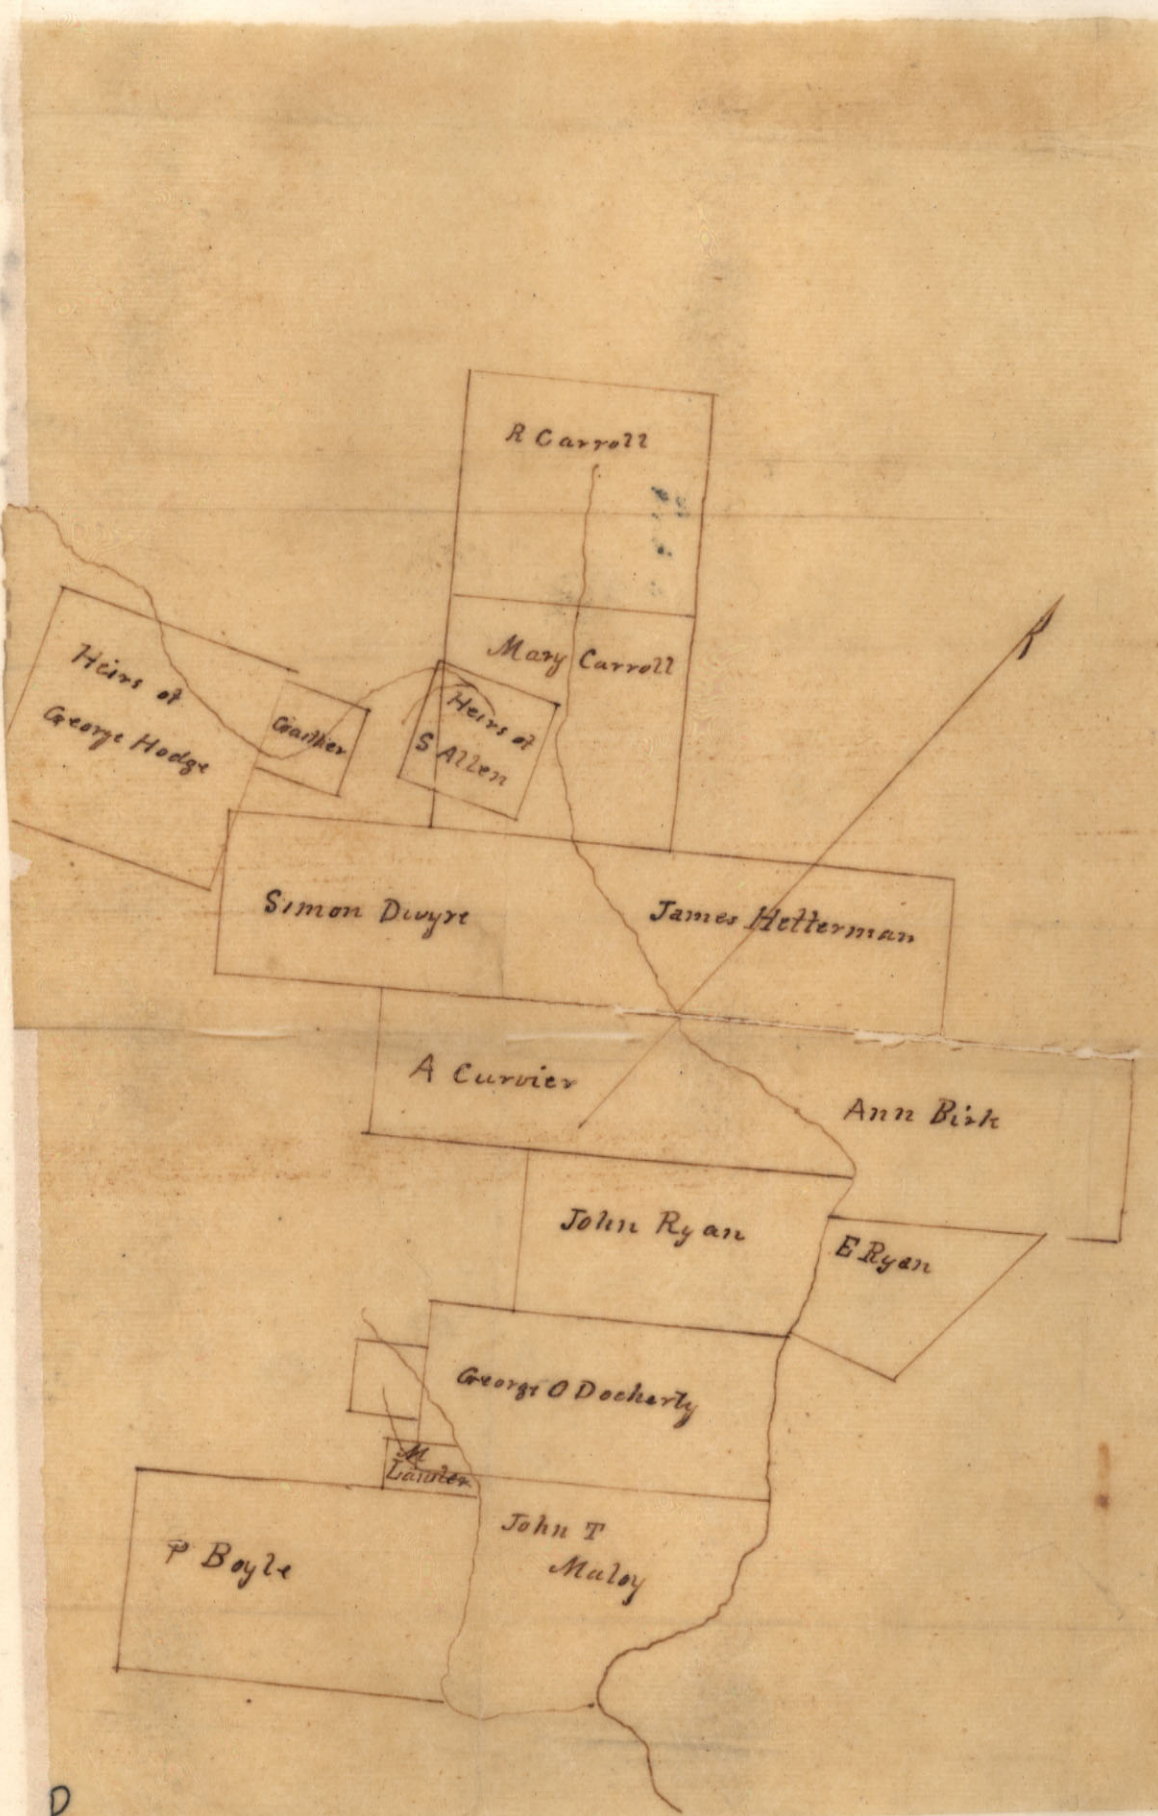 R Carroll
Mary Carroll
Heirs of
George Hodge
Gaither
Heirs of
S Allen
Simon Dwyre
James Hetterman
A Curvier
Ann Birk
John Ryan
E Ryan
George O Docherty
M
Lawler
John T
Maloy
P Boyle
D